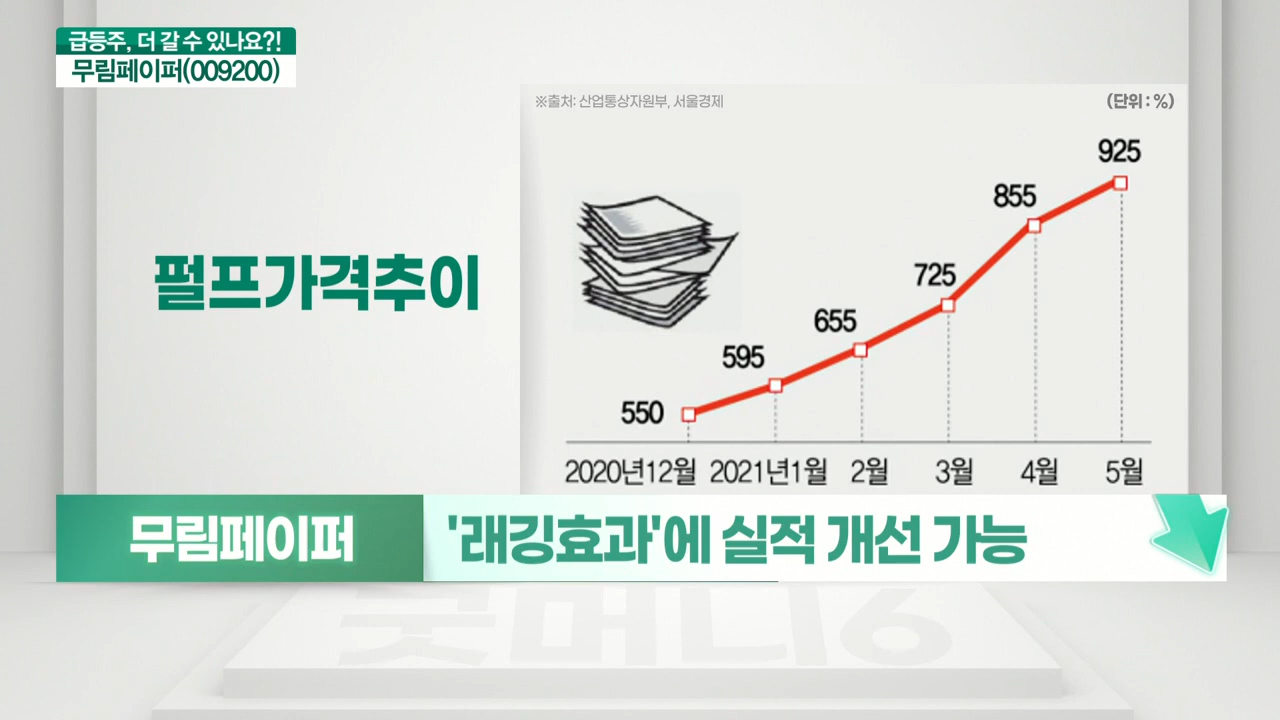 급등주, 더 갈 수 있나요?!
무림페이퍼(009200)
※출처: 산업통상자원부, 서울경제
(단위 : %)
펄프가격추이
925
855
725
655
595
550
2020년12월 2021년1월 2월 3월 4월 5월
무림페이퍼
'래깅효과'에 실적 개선 가능
굿머니6